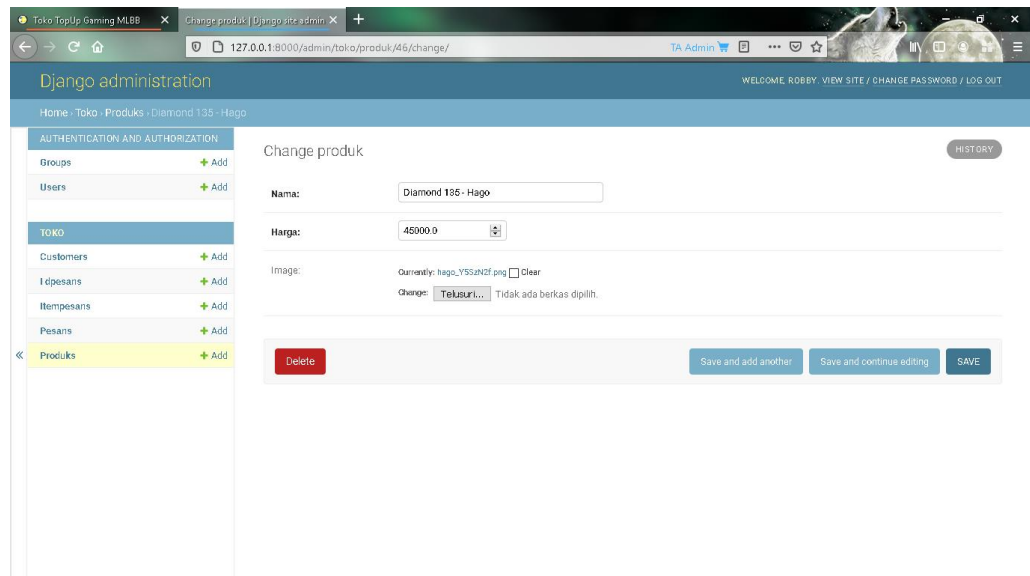 Toko TopUp Gaming MLBB
Change produk | Django site admin
127.0.0.1:8000/admin/toko/produk/46/change/
TA Admin
Django administration
WELCOME, ROBBY. VIEW SITE / CHANGE PASSWORD / LOG OUT
Home › Toko › Produks › Diamond 135 - Hago
AUTHENTICATION AND AUTHORIZATION
Groups + Add
Users + Add
TOKO
Customers + Add
I dpesans + Add
Itempesans + Add
Pesans + Add
« Produks + Add
Change produk
HISTORY
Nama: Diamond 135 - Hago
Harga: 45000.0
Image: Currently: hago_Y5SzN2f.png Clear
Change: Telusuri... Tidak ada berkas dipilih.
Delete
Save and add another
Save and continue editing
SAVE